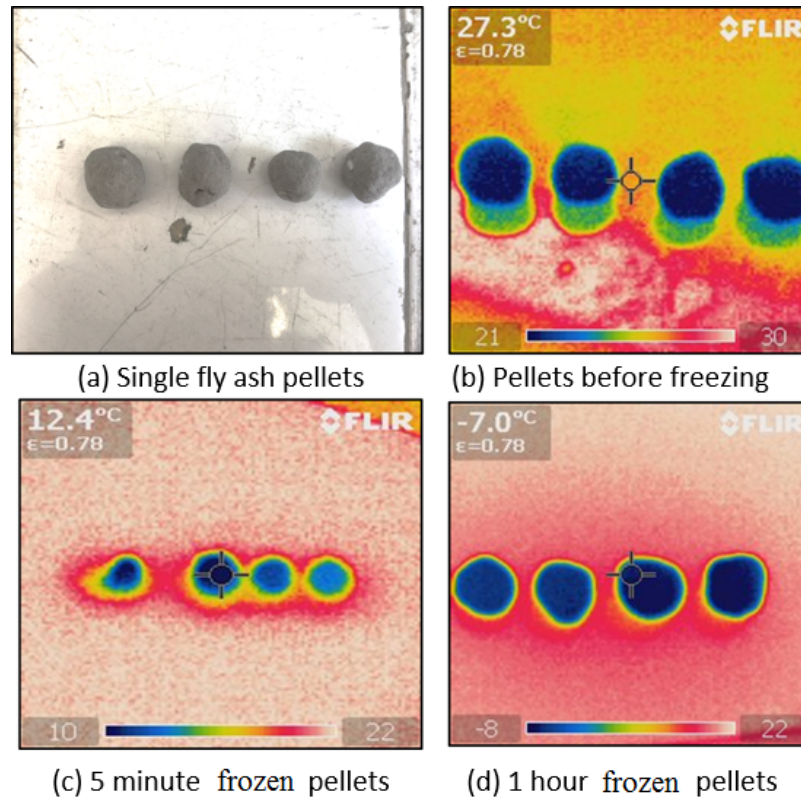 27.3°C
ε=0.78
FLIR
21 30
(a) Single fly ash pellets
(b) Pellets before freezing
12.4°C
ε=0.78
FLIR
10 22
-7.0°C
ε=0.78
FLIR
-8 22
(c) 5 minute frozen pellets
(d) 1 hour frozen pellets